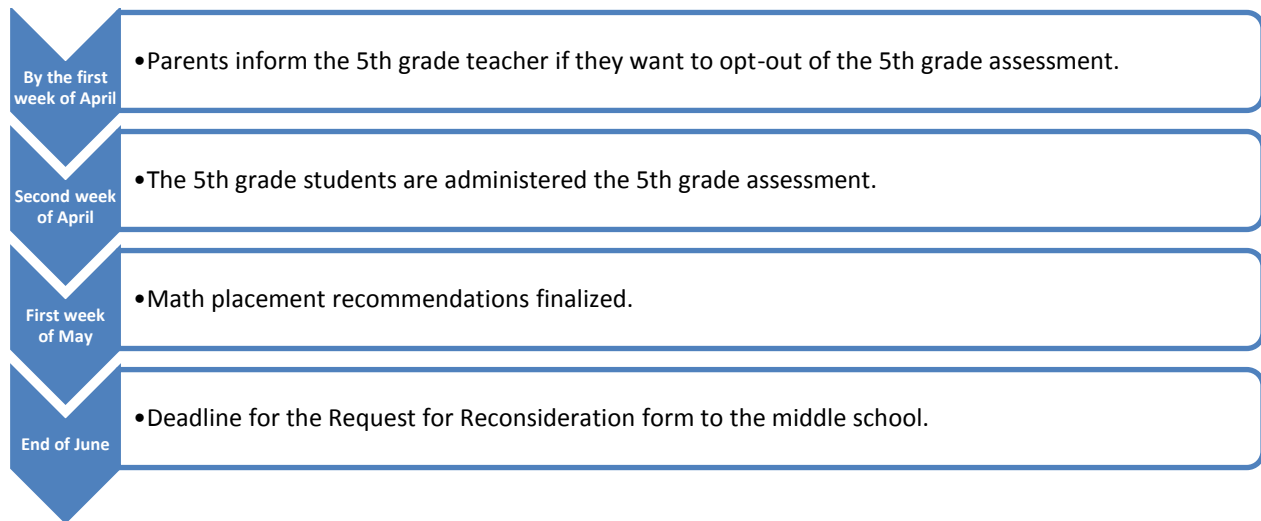 By the first
week of April
•Parents inform the 5th grade teacher if they want to opt-out of the 5th grade assessment.
Second week
of April
•The 5th grade students are administered the 5th grade assessment.
First week
of May
•Math placement recommendations finalized.
End of June
•Deadline for the Request for Reconsideration form to the middle school.